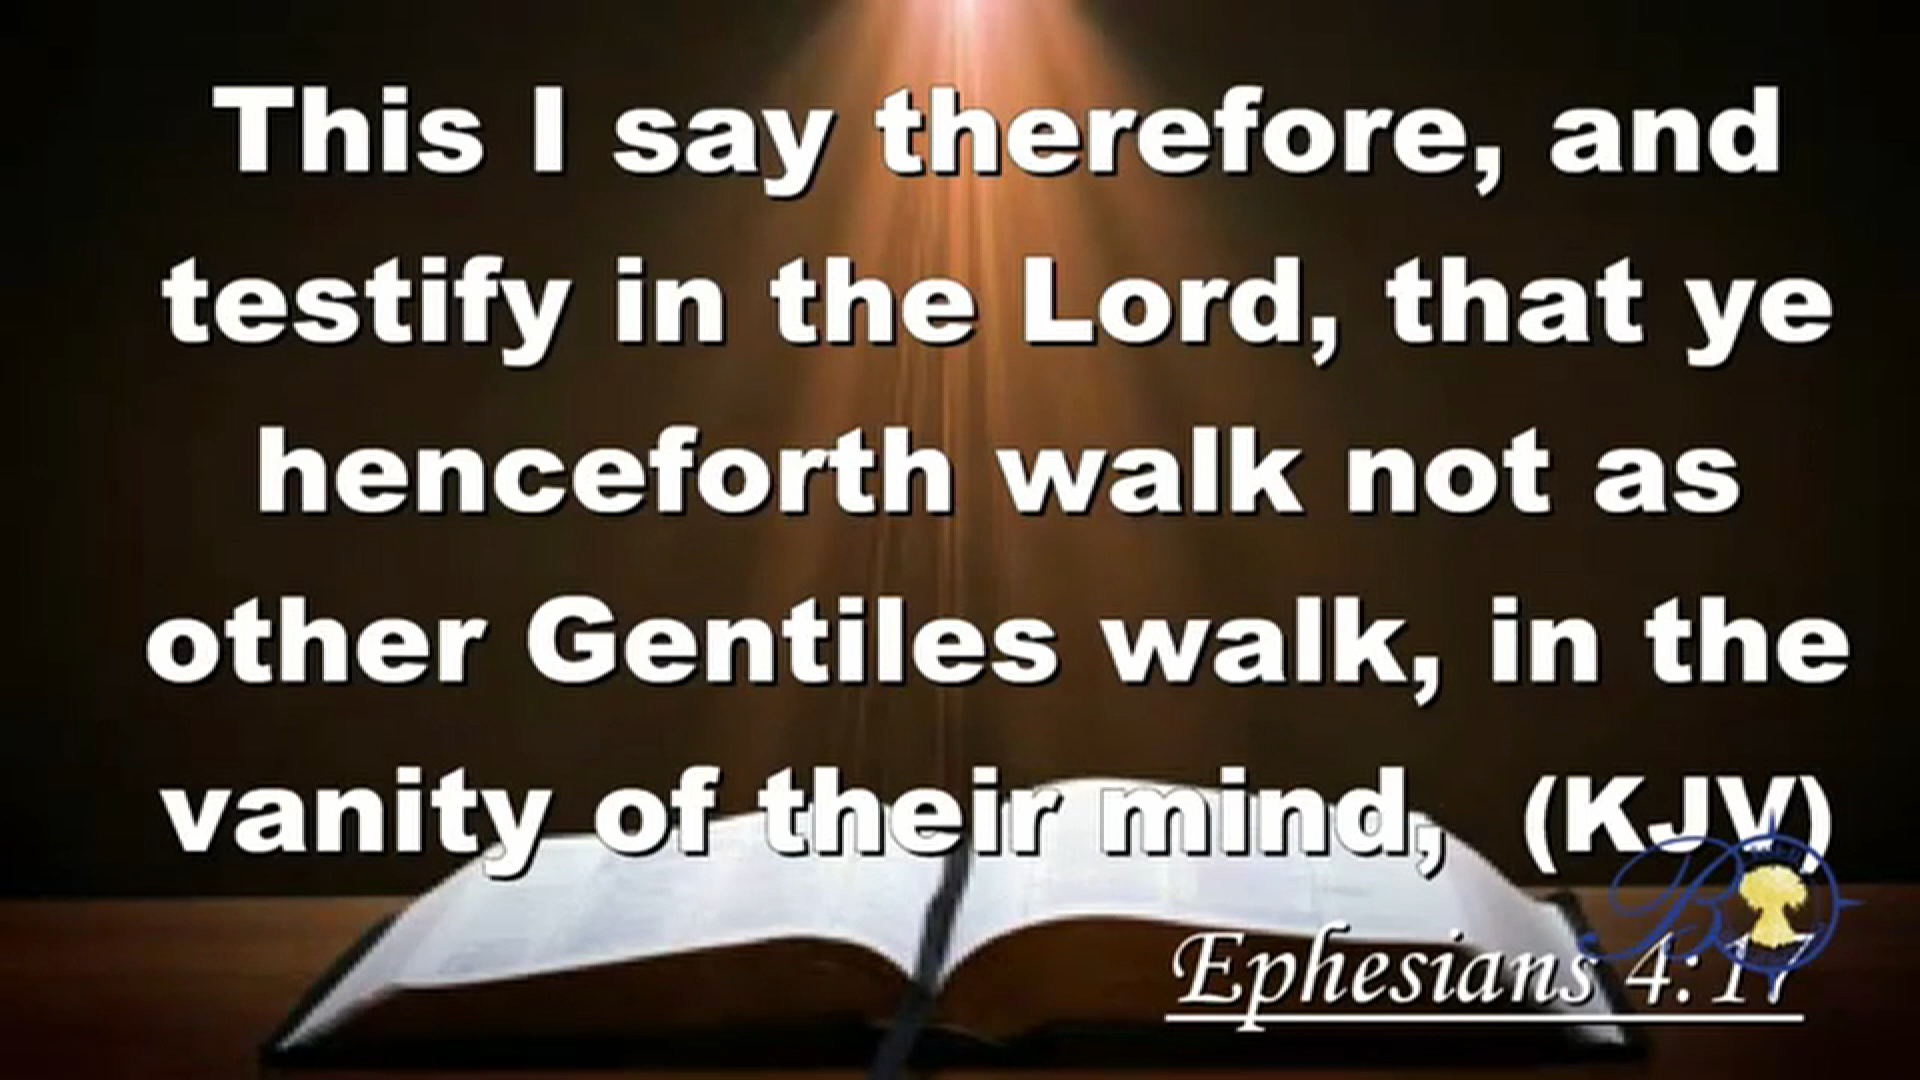 This I say therefore, and
testify in the Lord, that ye
henceforth walk not as
other Gentiles walk, in the
vanity of their mind, (KJV)
Ephesians 4:17